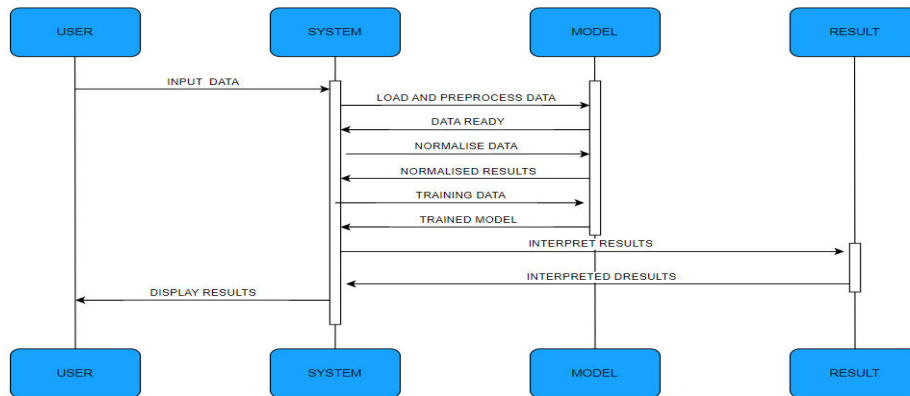 USER
SYSTEM
MODEL
RESULT
INPUT DATA
LOAD AND PREPROCESS DATA
DATA READY
NORMALISE DATA
NORMALISED RESULTS
TRAINING DATA
TRAINED MODEL
INTERPRET RESULTS
INTERPRETED DRESULTS
DISPLAY RESULTS
USER
SYSTEM
MODEL
RESULT